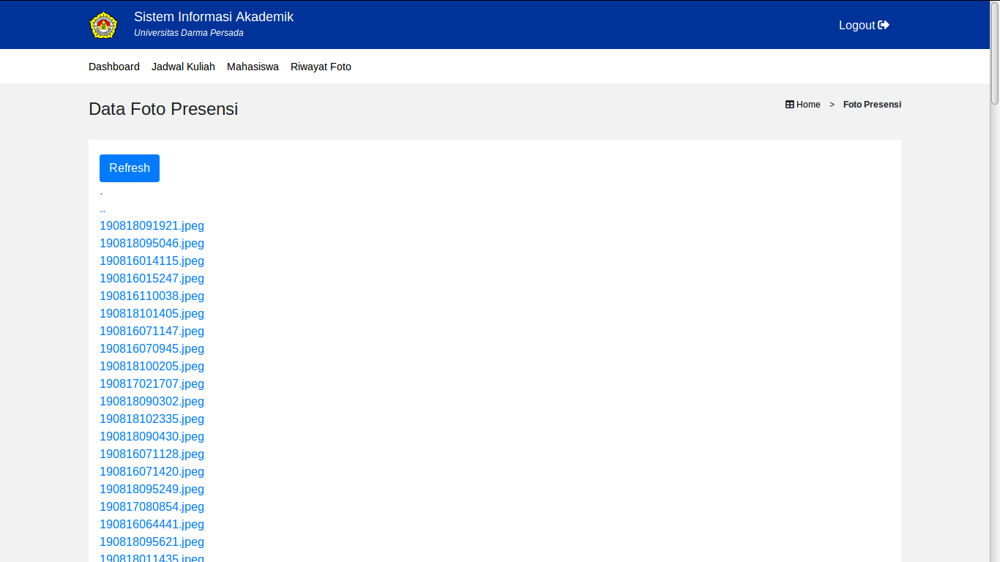 Sistem Informasi Akademik
Universitas Darma Persada
Logout
Dashboard Jadwal Kuliah Mahasiswa Riwayat Foto
Data Foto Presensi
Home > Foto Presensi
Refresh
.
..
190818091921.jpeg
190818095046.jpeg
190816014115.jpeg
190816015247.jpeg
190816110038.jpeg
190818101405.jpeg
190816071147.jpeg
190816070945.jpeg
190818100205.jpeg
190817021707.jpeg
190818090302.jpeg
190818102335.jpeg
190818090430.jpeg
190816071128.jpeg
190816071420.jpeg
190818095249.jpeg
190817080854.jpeg
190816064441.jpeg
190818095621.jpeg
190818011435.jpeg